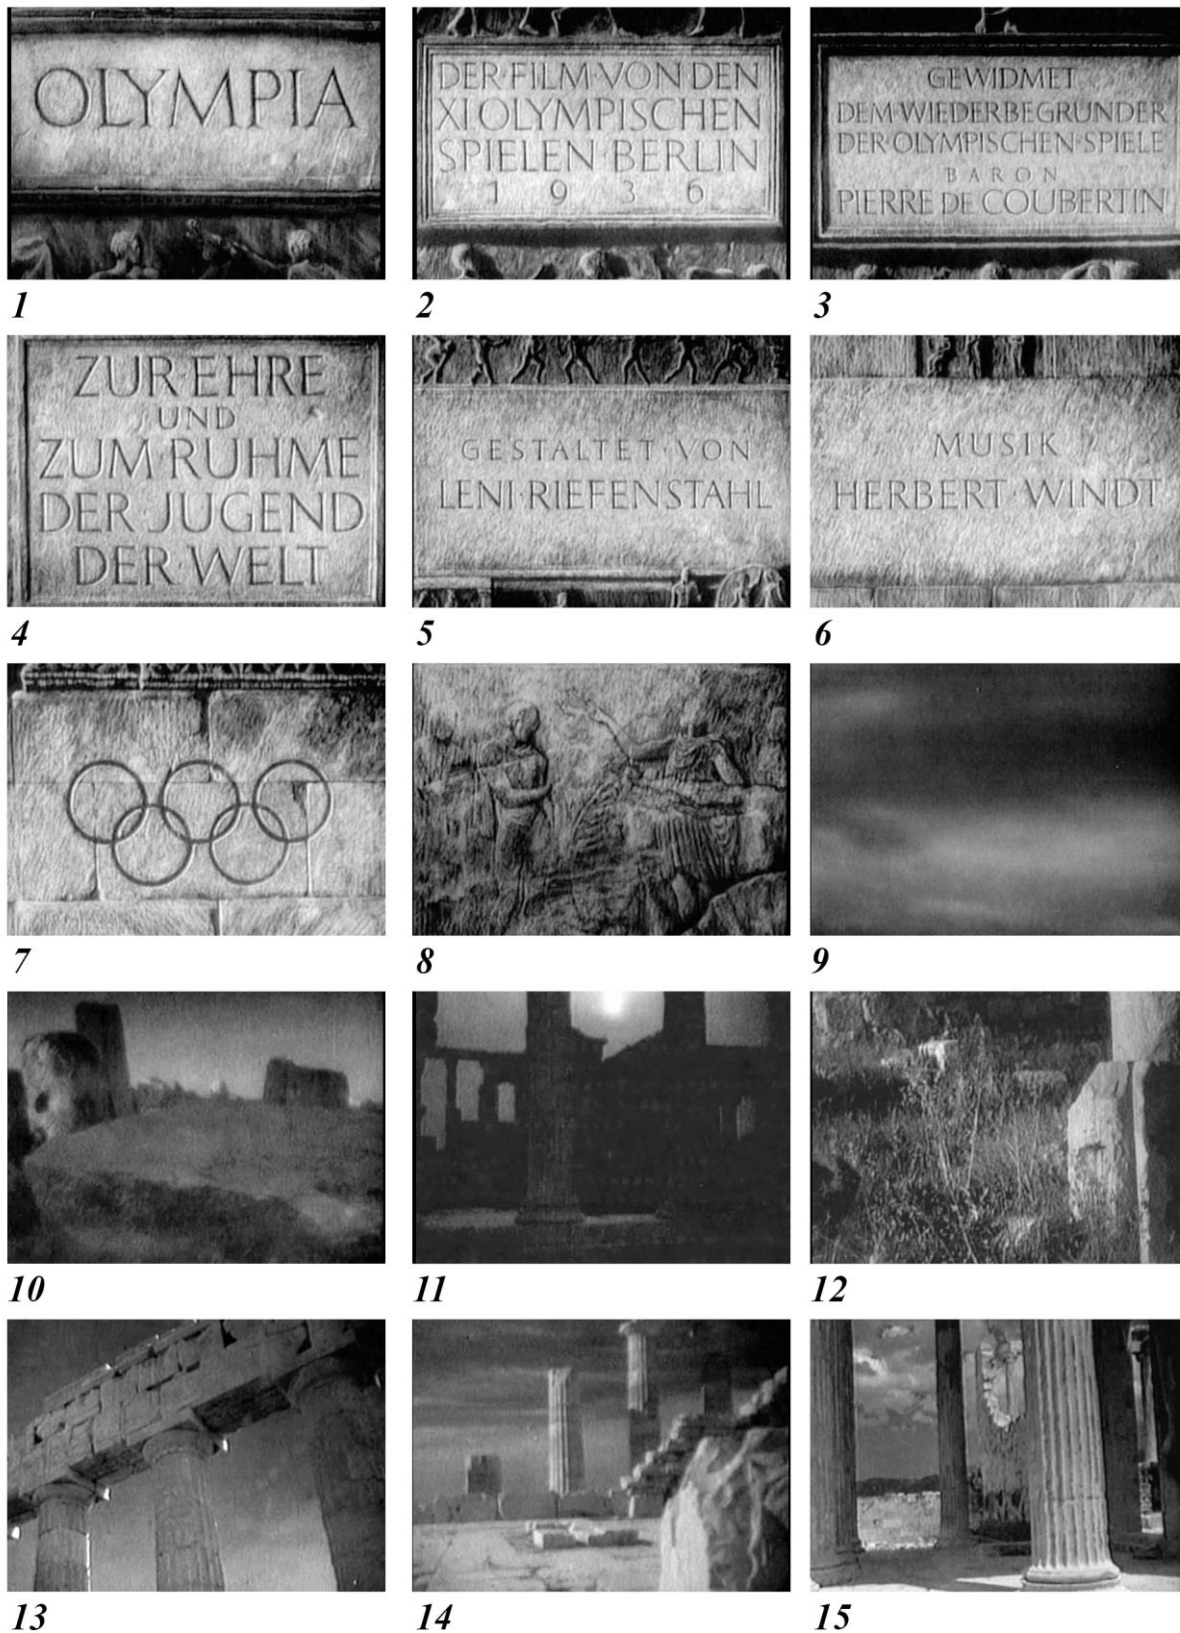 OLYMPIA
1
DER·FILM·VON DEN
XI OLYMPISCHEN
SPIELEN·BERLIN
1 9 3 6
2
GEWIDMET
DEM·WIEDERBEGRÜNDER
DER·OLYMPISCHEN·SPIELE
BARON
PIERRE DE COUBERTIN
3
ZUR·EHRE
UND
ZUM·RUHME
DER·JUGEND
DER·WELT
4
GESTALTET·VON
LENI·RIEFENSTAHL
5
MUSIK
HERBERT·WINDT
6
7
8
9
10
11
12
13
14
15